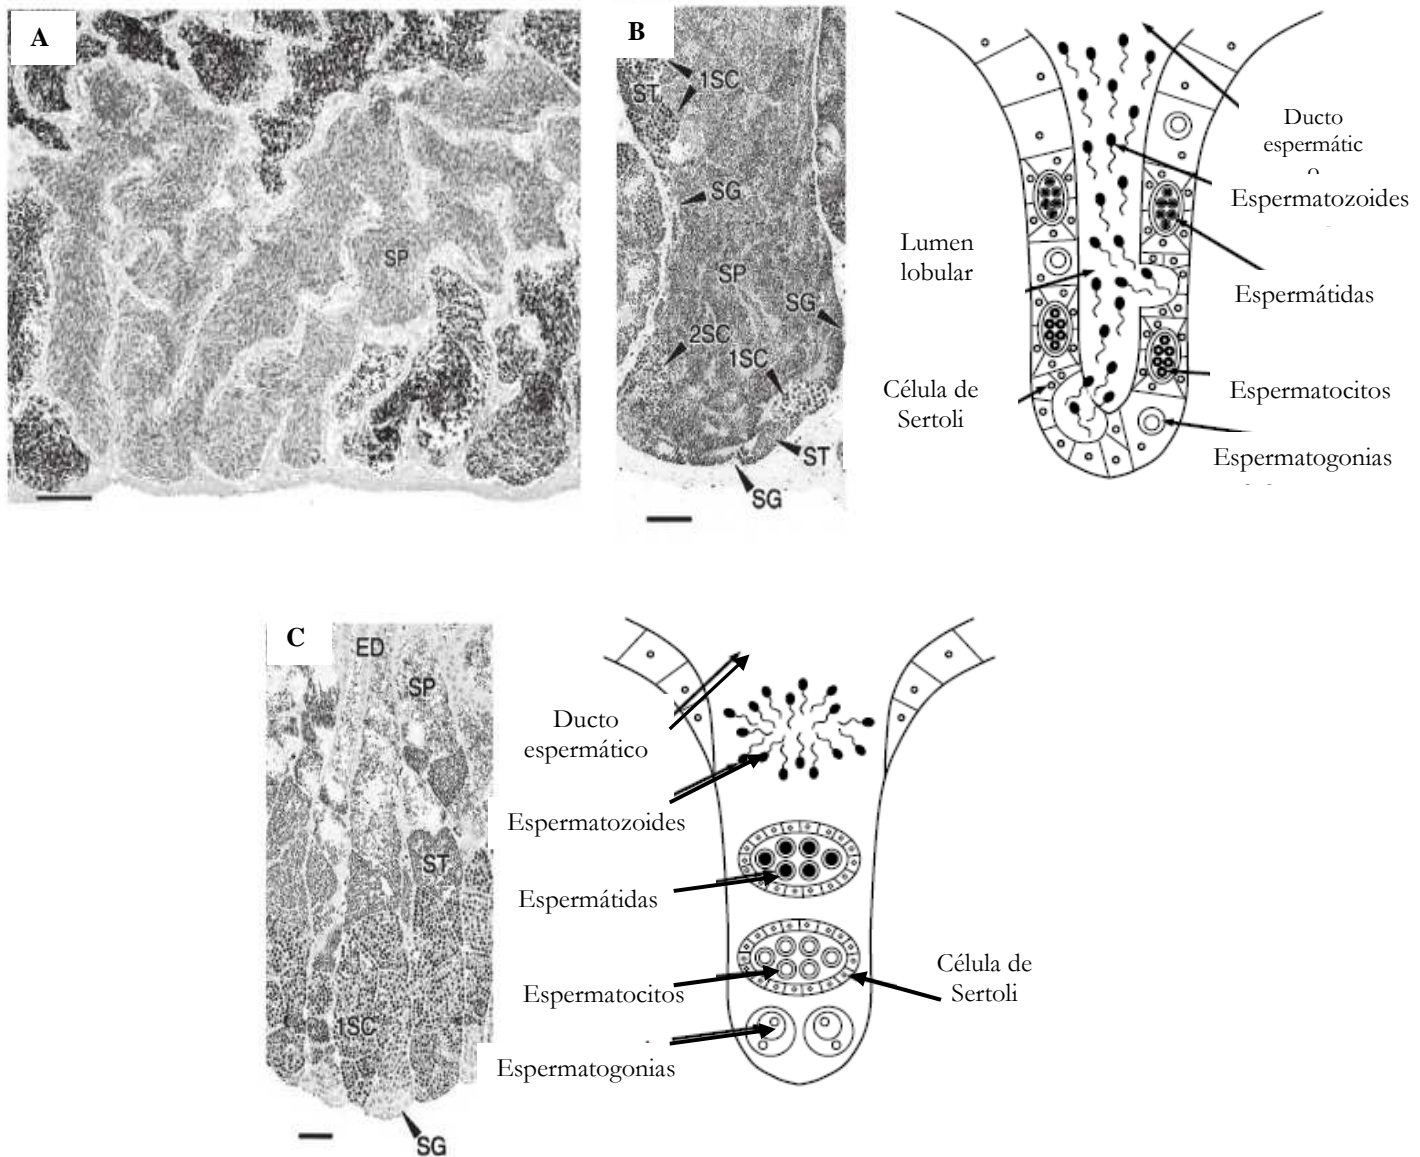 A
SP
B
ST
1SC
SG
SP
SG
2SC
1SC
ST
SG
Ducto
espermátic
o
Espermatozoides
Lumen
lobular
Espermátidas
Célula de
Sertoli
Espermatocitos
Espermatogonias
C
ED
SP
ST
1SC
SG
Ducto
espermático
Espermatozoides
Espermátidas
Espermatocitos
Célula de
Sertoli
Espermatogonias